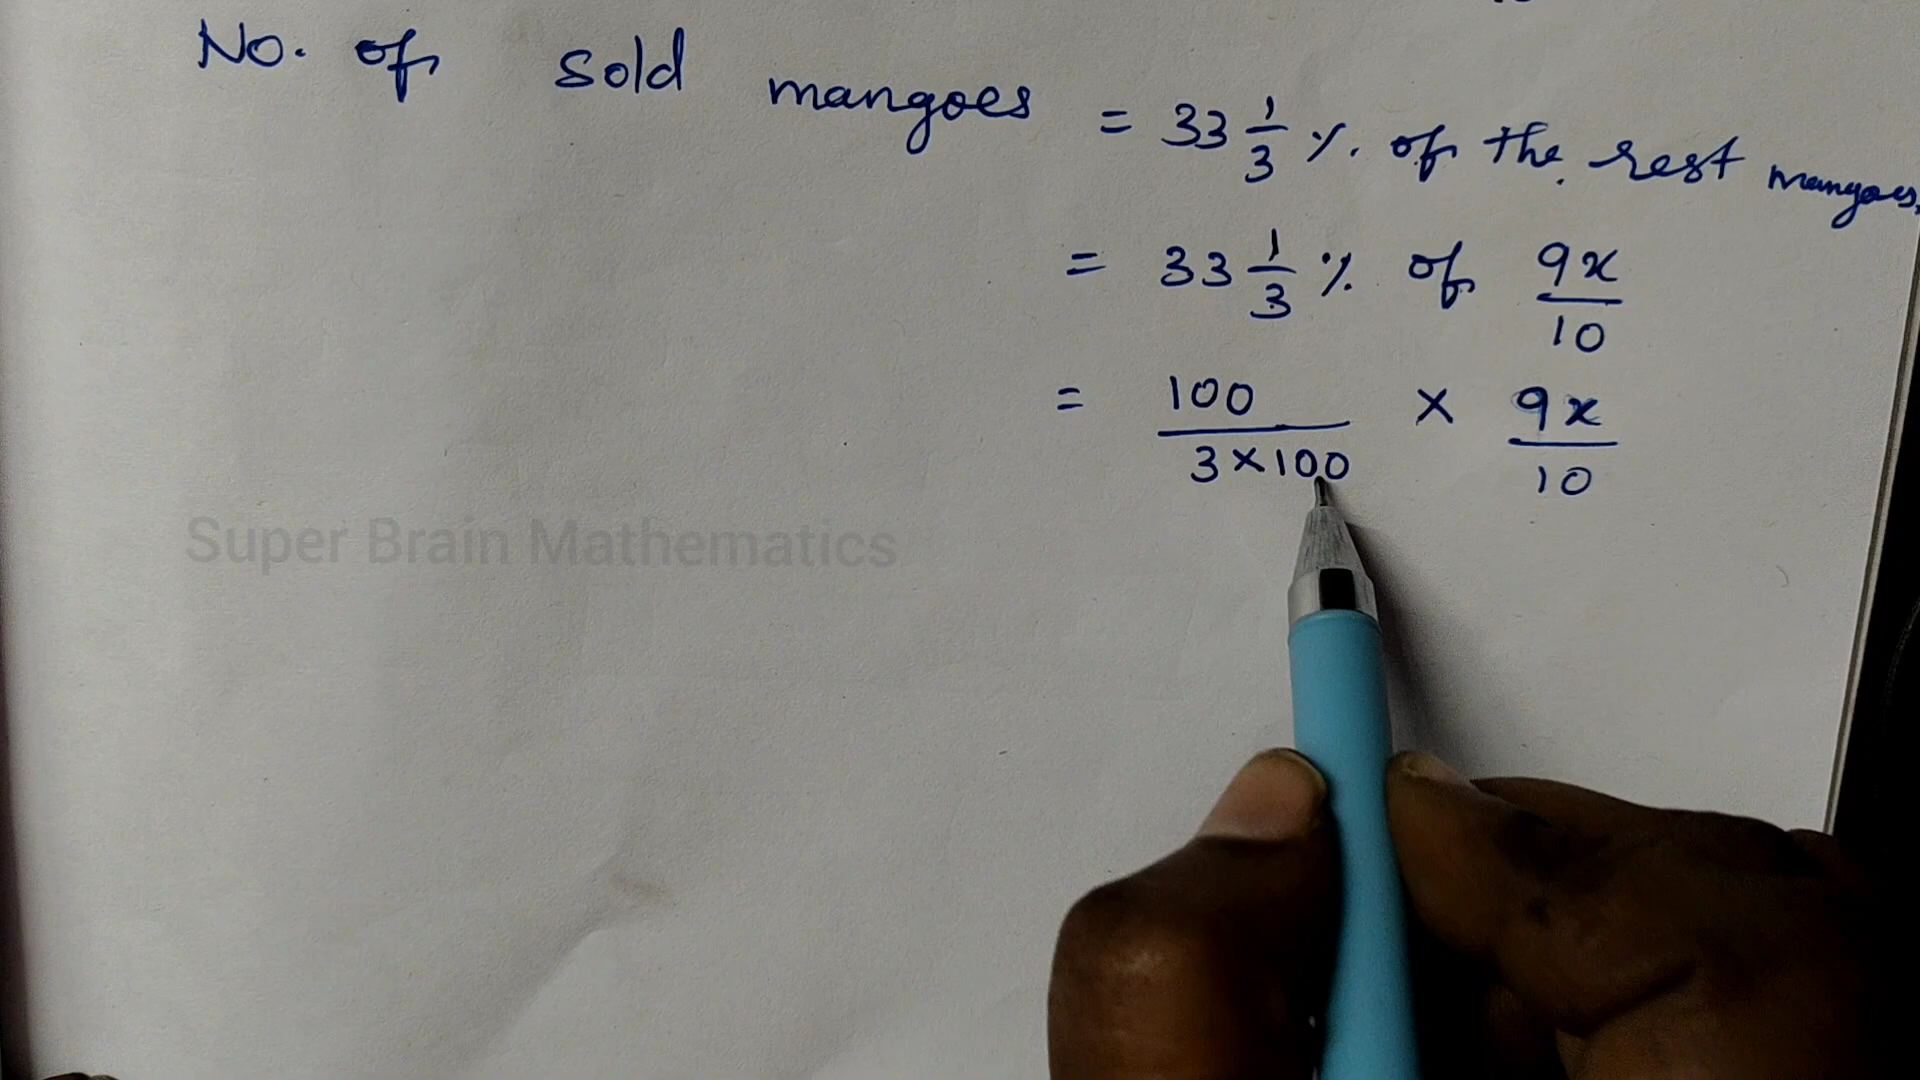 No. of sold mangoes = 33 1/3 %. of the rest mangoes.
= 33 1/3 %. of 9x/10
= 100/(3×100) × 9x/10
Super Brain Mathematics